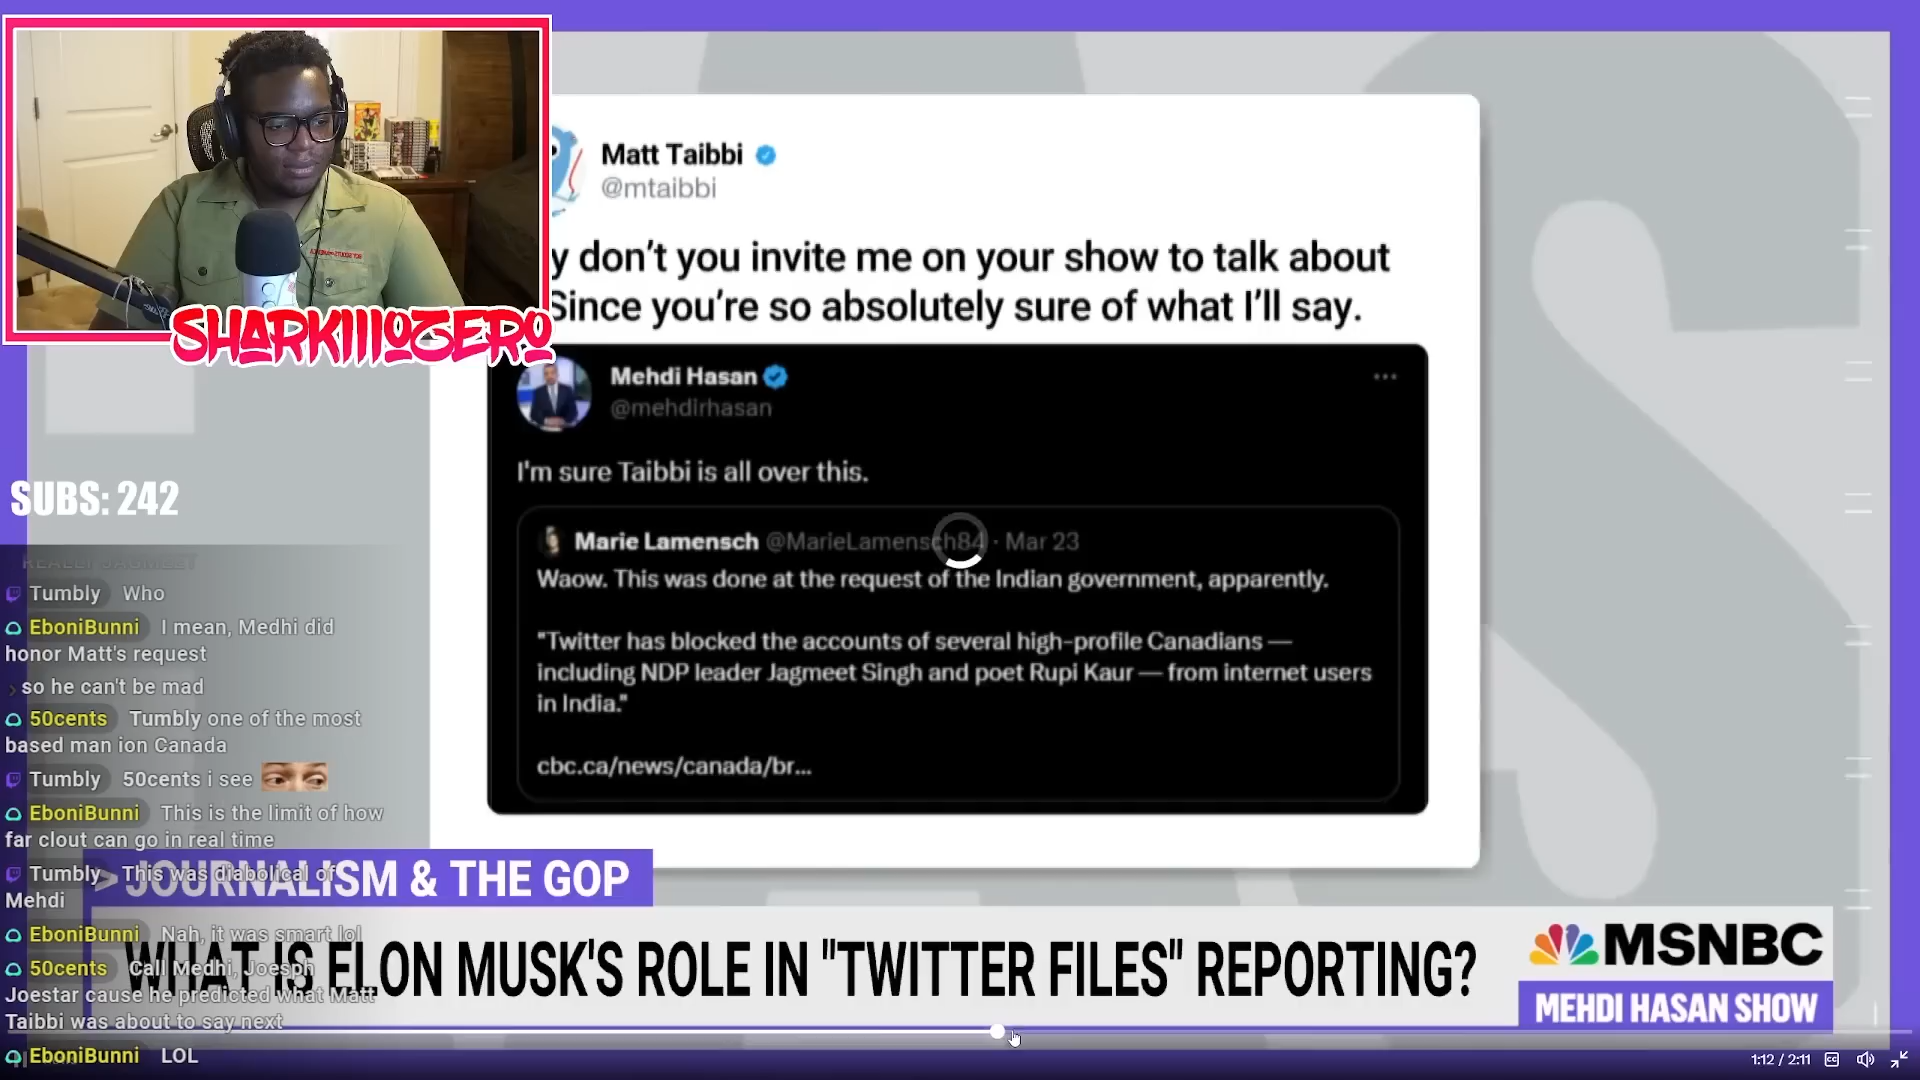 Matt Taibbi
@mtaibbi
y don't you invite me on your show to talk about
Since you're so absolutely sure of what I'll say.
SHARKIIIOZERO
Mehdi Hasan
@mehdirhasan
I'm sure Taibbi is all over this.
Marie Lamensch @MarieLamensch84 · Mar 23
Waow. This was done at the request of the Indian government, apparently.
"Twitter has blocked the accounts of several high-profile Canadians —
including NDP leader Jagmeet Singh and poet Rupi Kaur — from internet users
in India."
cbc.ca/news/canada/br...
SUBS: 242
Tumbly Who
EboniBunni I mean, Medhi did
honor Matt's request
so he can't be mad
50cents Tumbly one of the most
based man ion Canada
Tumbly 50cents i see
EboniBunni This is the limit of how
far clout can go in real time
Tumbly This was diabolical of
Mehdi
EboniBunni Nah, it was smart lol
50cents Call Medhi, Joesph
Joestar cause he predicted what Matt
Taibbi was about to say next
EboniBunni LOL
> JOURNALISM & THE GOP
WHAT IS ELON MUSK'S ROLE IN "TWITTER FILES" REPORTING?
MSNBC
MEHDI HASAN SHOW
1:12 / 2:11